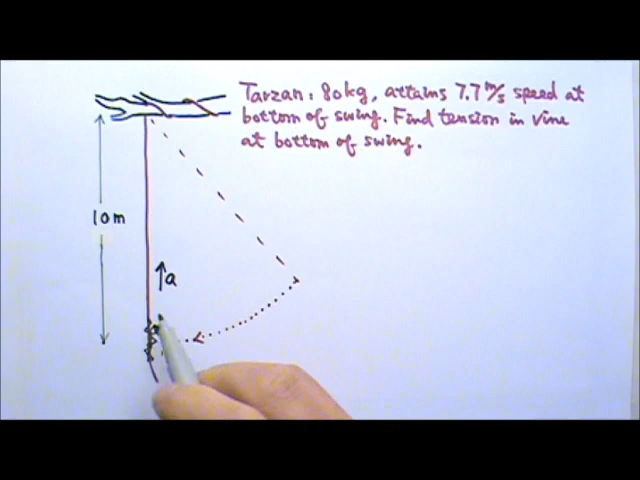 Tarzan: 80kg, attains 7.7 m/s speed at
bottom of swing. Find tension in vine
at bottom of swing.
10m
a